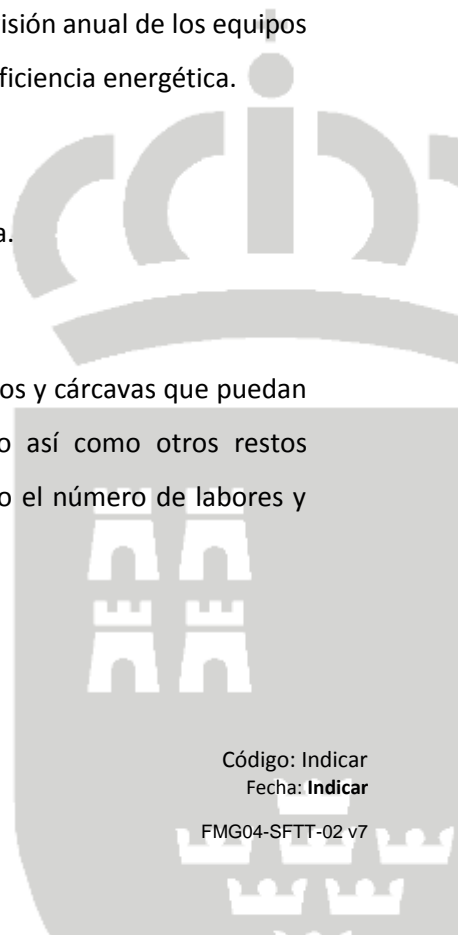 isión anual de los equipos
ficiencia energética.
a.
os y cárcavas que puedan
o así como otros restos
o el número de labores y
Código: Indicar
Fecha: Indicar
FMG04-SFTT-02 v7